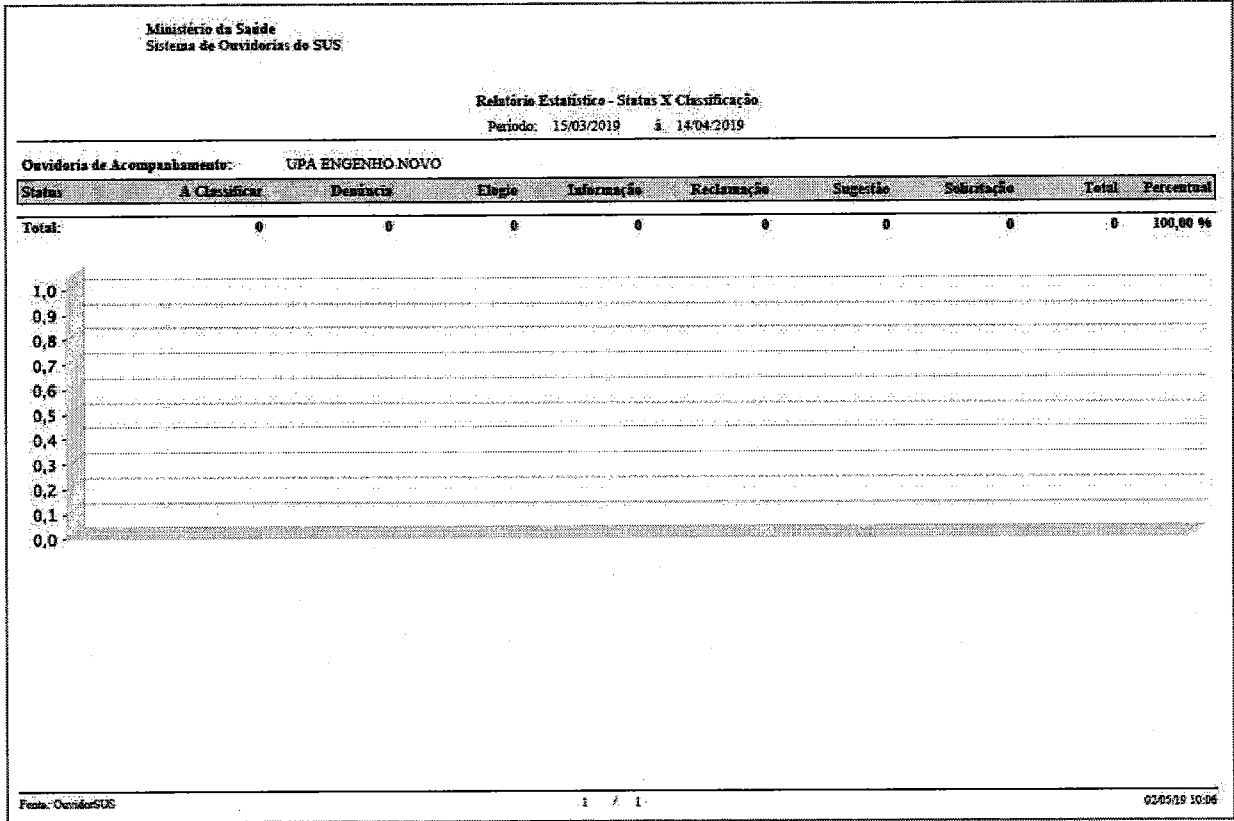 Ministério da Saúde
Sistema de Ouvidorias do SUS
Relatório Estatístico - Status X Classificação
Período: 15/03/2019 à 14/04/2019
Ouvidoria de Acompanhamento: UPA ENGENHO NOVO
Status A Classificar Denúncia Elogio Informação Reclamação Sugestão Solicitação Total Percentual
Total: 0 0 0 0 0 0 0 0 100,00 %
1,0
0,9
0,8
0,7
0,6
0,5
0,4
0,3
0,2
0,1
0,0
Fonte: OuvidorSUS 1 / 1 02/05/19 10:06